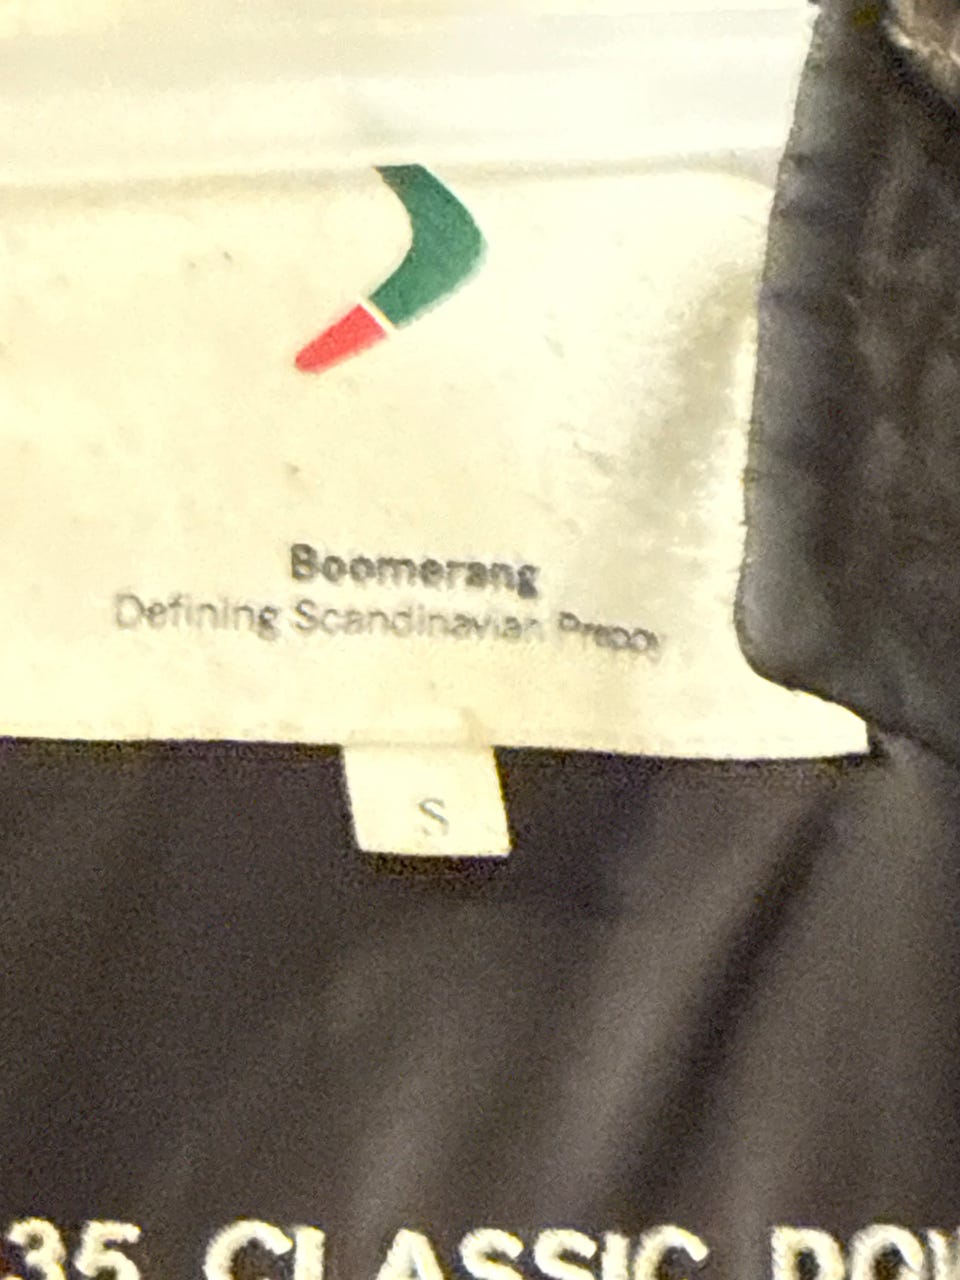 Boomerang
Defining Scandinavian Preppy
S
35 CLASSIC